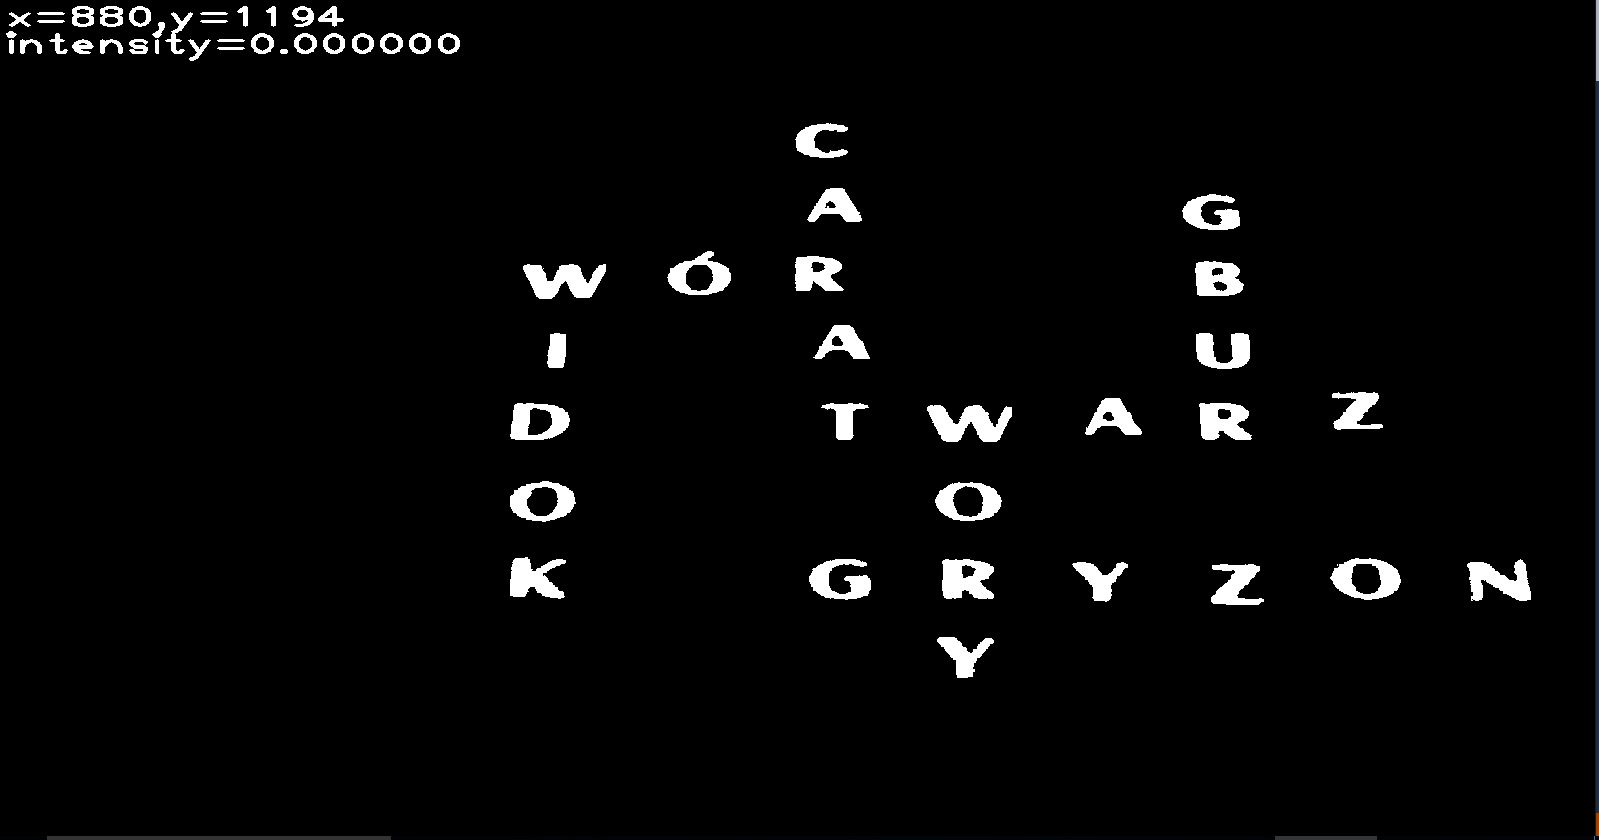 x=880,y=1194
intensity=0.000000
C
A G
W Ó R B
I A U
D T W A R Z
O O
K G R Y Z O N
Y